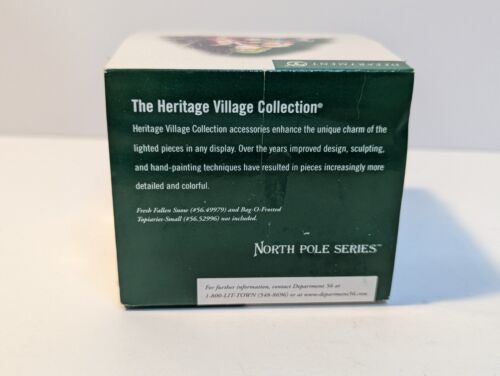 DEPARTMENT 56
The Heritage Village Collection®
Heritage Village Collection accessories enhance the unique charm of the
lighted pieces in any display. Over the years improved design, sculpting,
and hand-painting techniques have resulted in pieces increasingly more
detailed and colorful.
Fresh Fallen Snow (#56.49979) and Bag-O-Frosted
Topiaries-Small (#56.52996) not included.
NORTH POLE SERIES™
For further information, contact Department 56 at
1-800-LIT-TOWN (548-8696) or at www.department56.com.